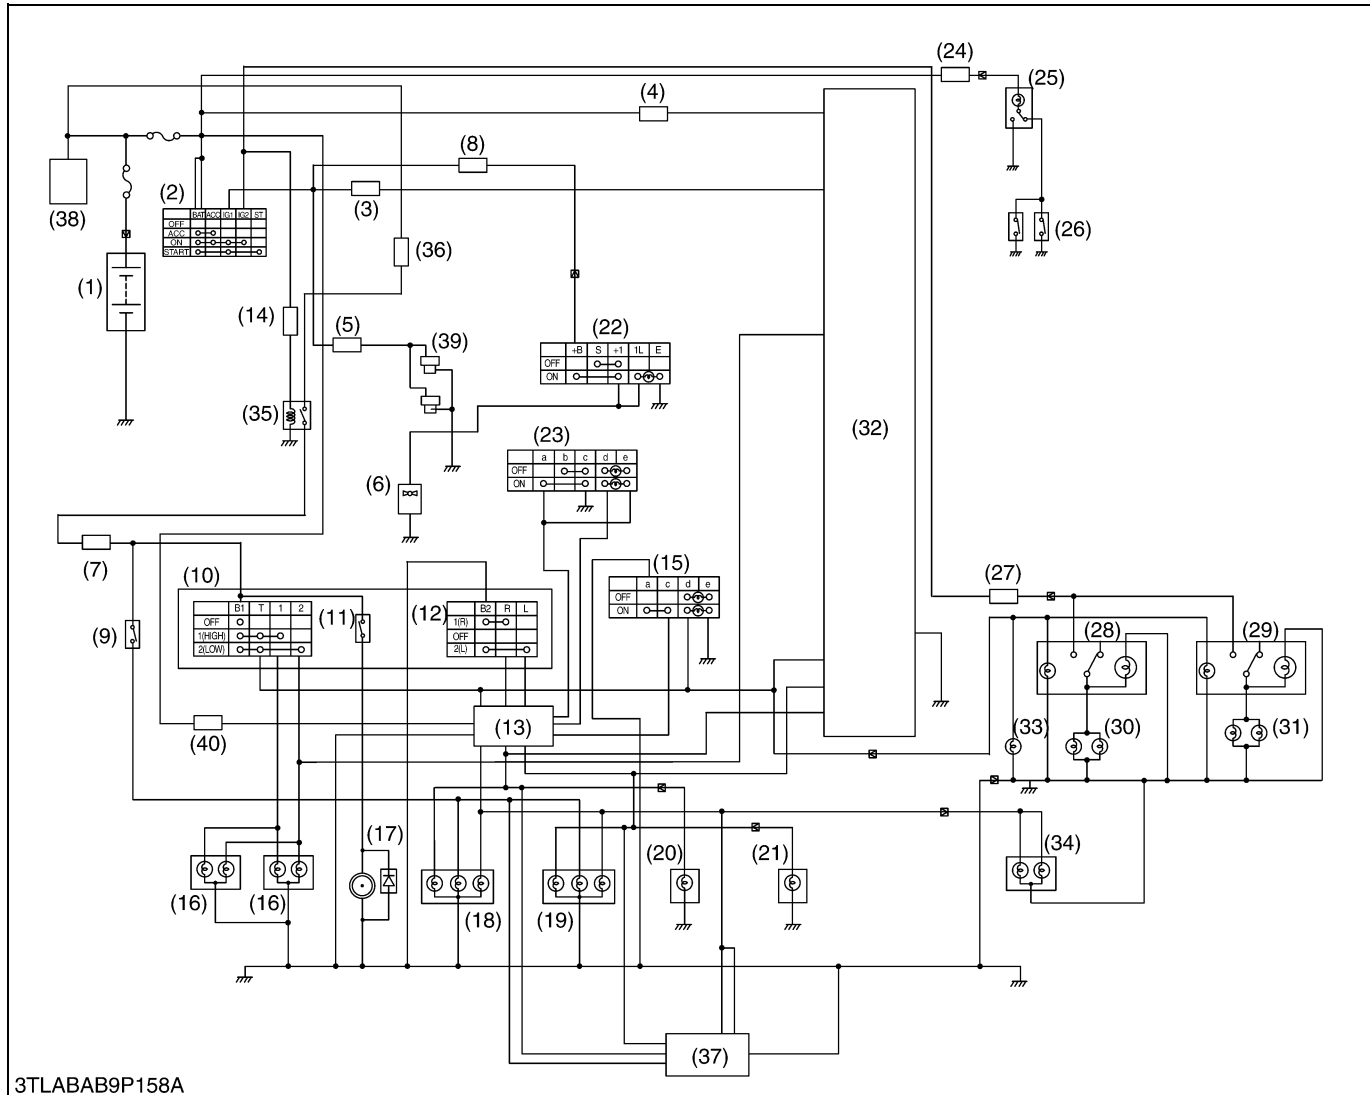 (24)
(25)
(4)
(8)
(2)
(38)
(3)
BAT ACC IG1 IG2 ST
OFF
ACC
ON
START
(26)
(36)
(1)
(14)
(5)
(39)
(22)
+B S +1 1L E
OFF
ON
(35)
(32)
(23)
a b c d e
OFF
ON
(6)
(7)
(10)
(15)
a c d e
OFF
ON
(27)
B1 T 1 2
OFF
1(HIGH)
2(LOW)
(11)
(12)
B2 R L
1(R)
OFF
2(L)
(9)
(28)
(29)
(13)
(40)
(33)
(30)
(31)
(17)
(20)
(21)
(34)
(16)
(16)
(18)
(19)
(37)
3TLABAB9P158A